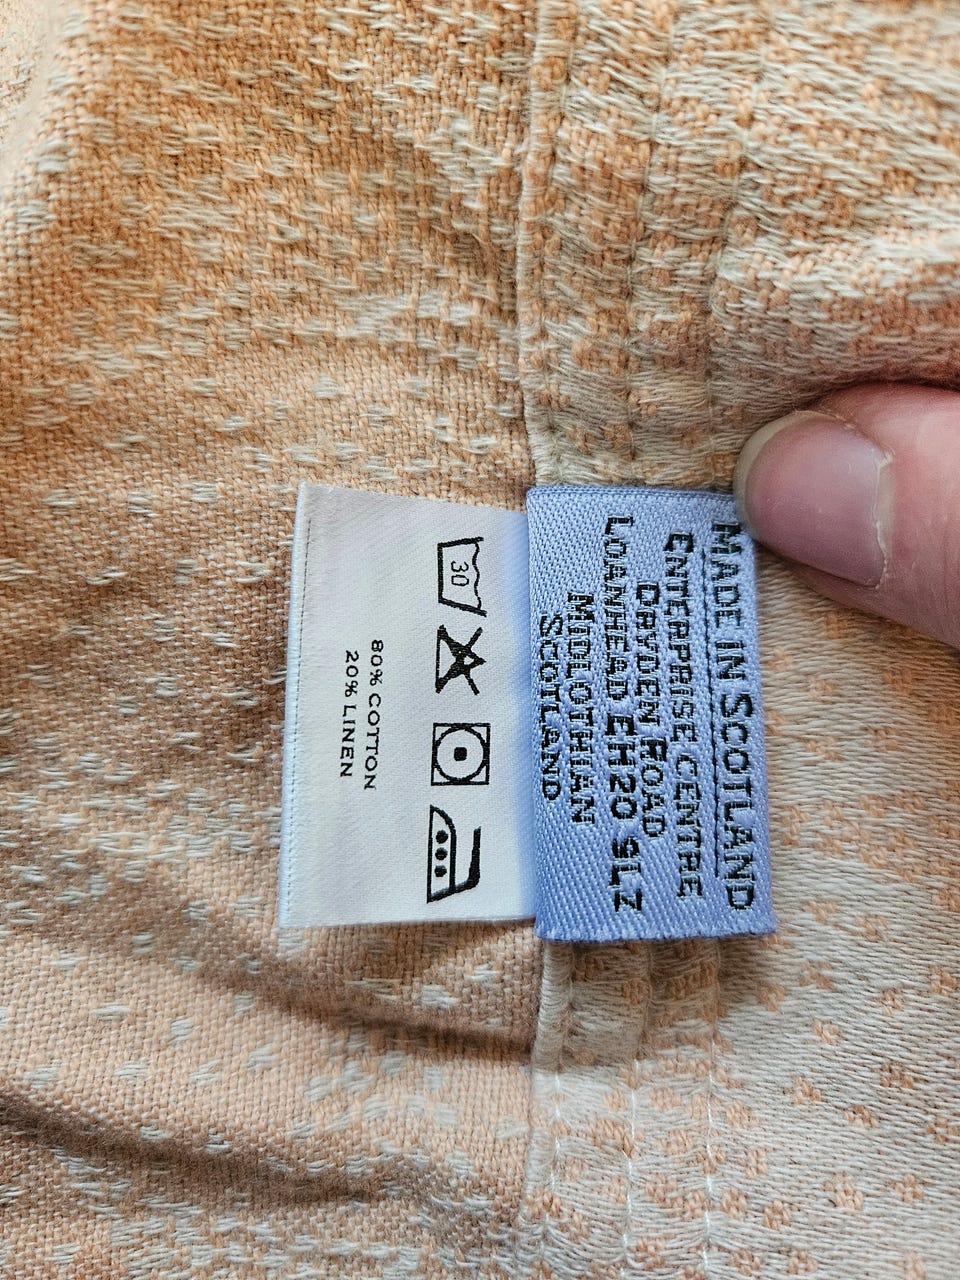 MADE IN SCOTLAND
ENTERPRISE CENTRE
DRYDEN ROAD
LOANHEAD EH20 9LZ
MIDLOTHIAN
SCOTLAND
30
80% COTTON
20% LINEN